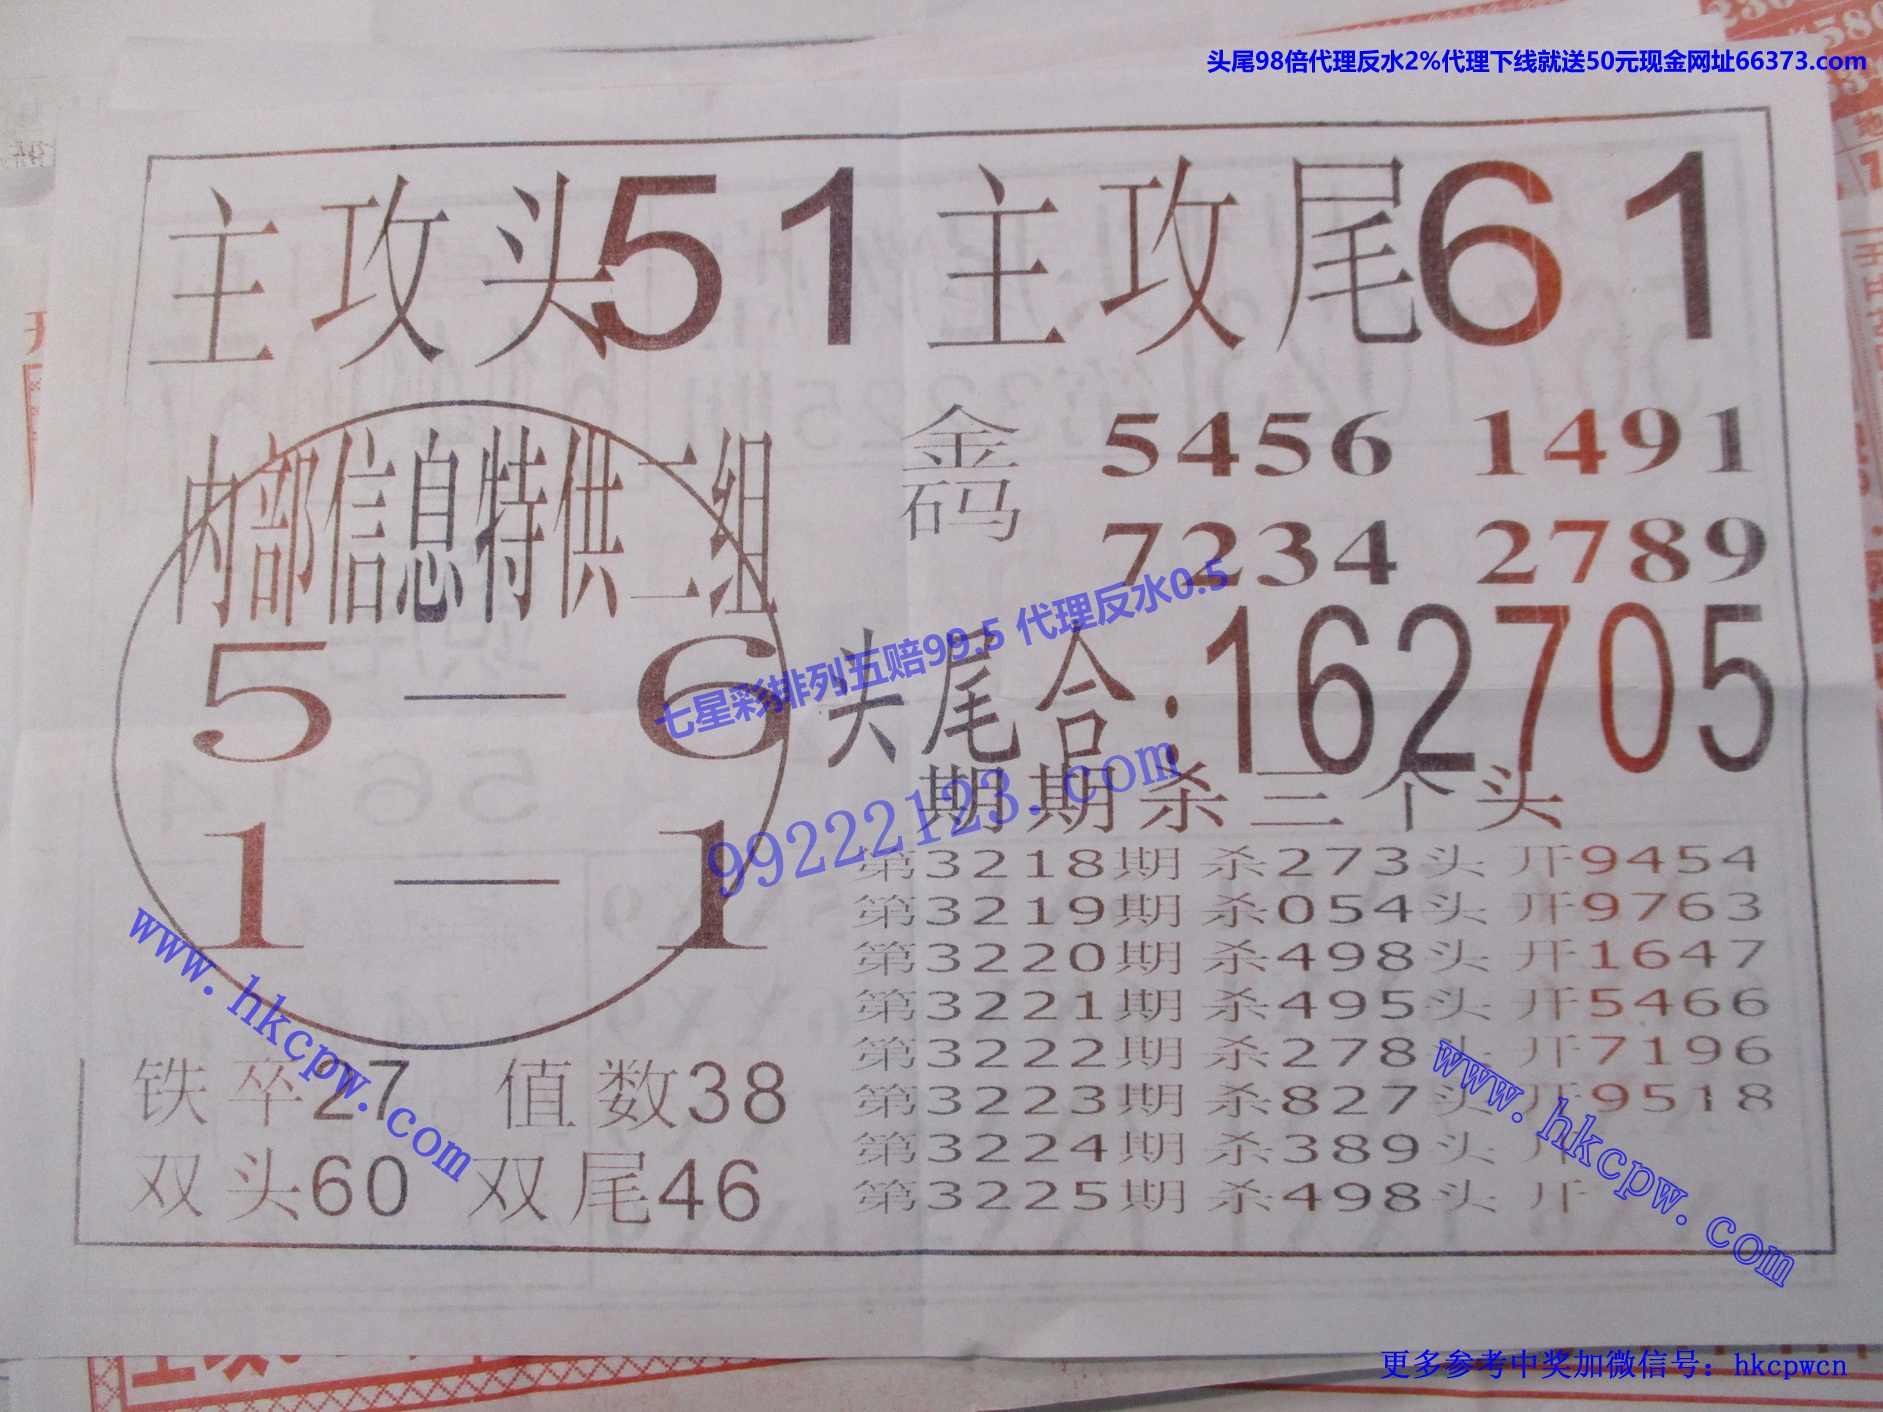 头尾98倍代理反水2%代理下线就送50元现金网址66373.com
主攻头51 主攻尾61
内部信息特供二组
5—6
1—1
金码 5456 1491
7234 2789
七星彩排列五赔99.5 代理反水0.5
99222123.com
头尾合:162705
期期杀三个头
第3218期 杀273头 开9454
第3219期 杀054头 开9763
第3220期 杀498头 开1647
第3221期 杀495头 开5466
第3222期 杀278头 开7196
第3223期 杀827头 开9518
第3224期 杀389头 开
第3225期 杀498头 开
www.hkcpw.com
www.hkcpw.com
铁卒27 值数38
双头60 双尾46
更多参考中奖加微信号：hkcpwcn